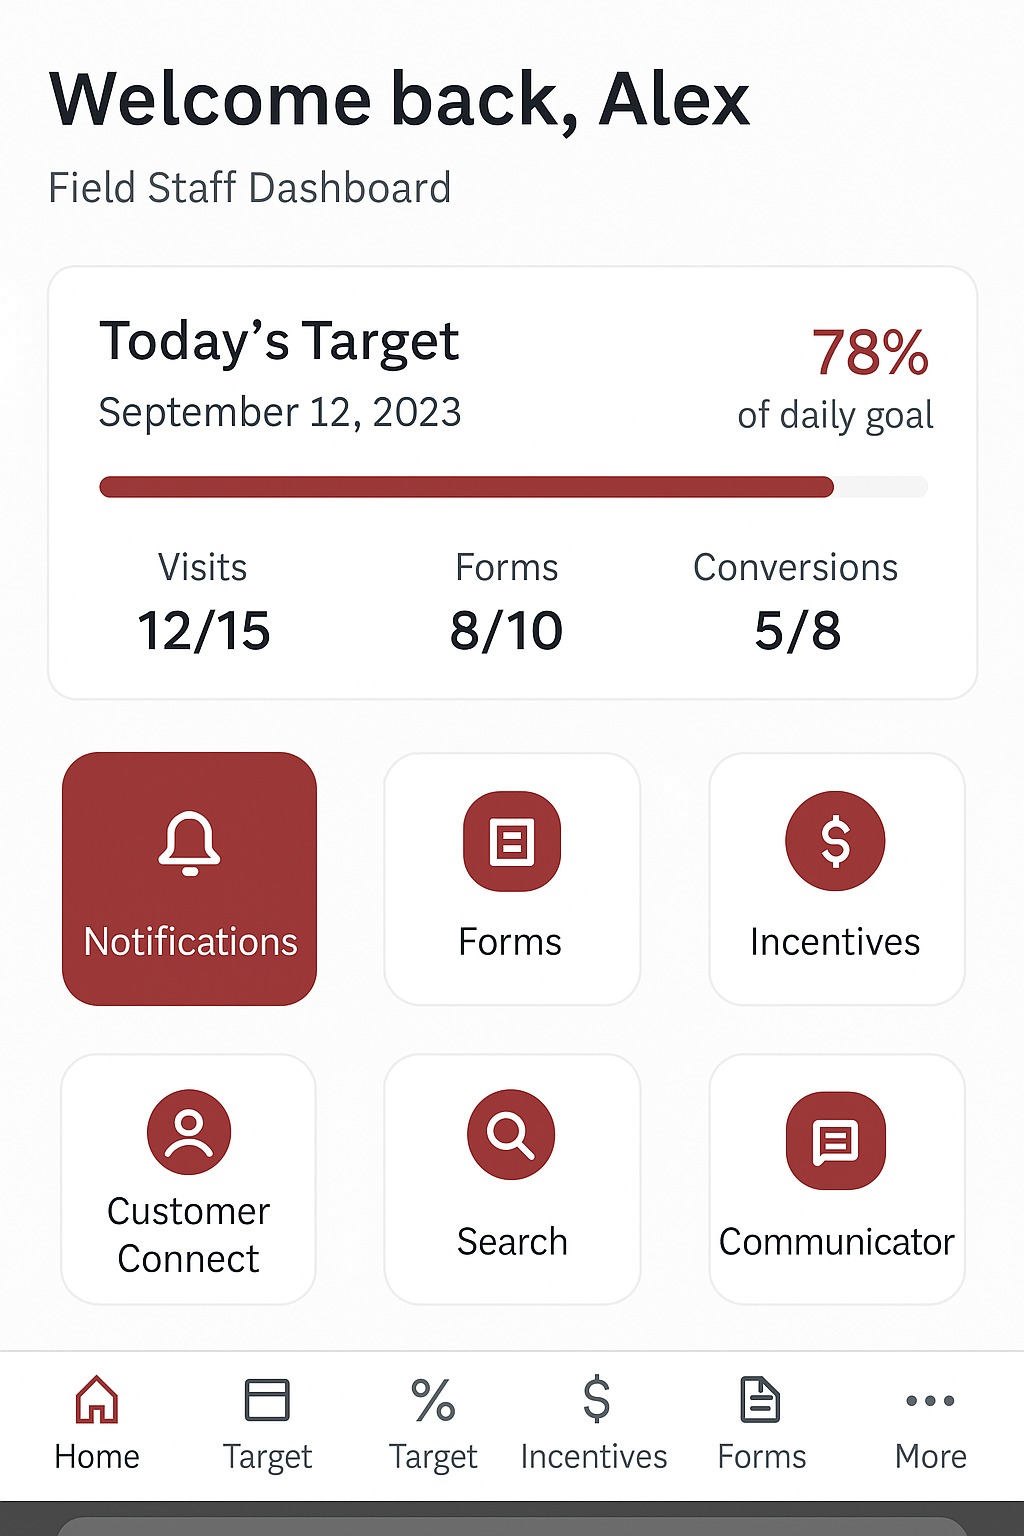 Welcome back, Alex
Field Staff Dashboard
Today's Target
78%
September 12, 2023
of daily goal
Visits
Forms
Conversions
12/15
8/10
5/8
Notifications
Forms
$
Incentives
Customer
Connect
Search
Communicator
%
$
Home
Target
Target
Incentives
Forms
More